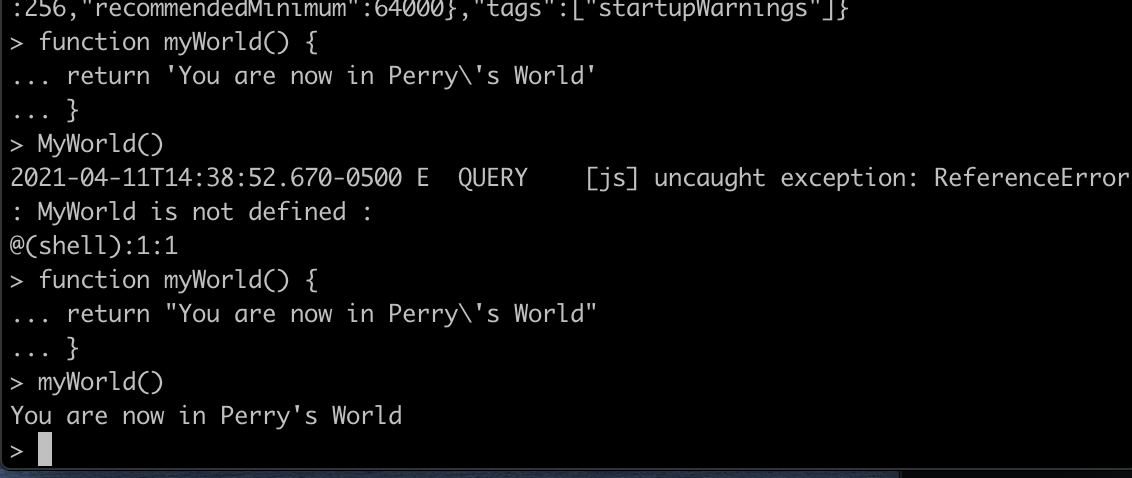 :256,"recommendedMinimum":64000},"tags":["startupWarnings"]}
> function myWorld() {
... return 'You are now in Perry\'s World'
... }
> MyWorld()
2021-04-11T14:38:52.670-0500 E  QUERY    [js] uncaught exception: ReferenceError
: MyWorld is not defined :
@(shell):1:1
> function myWorld() {
... return "You are now in Perry\'s World"
... }
> myWorld()
You are now in Perry's World
>